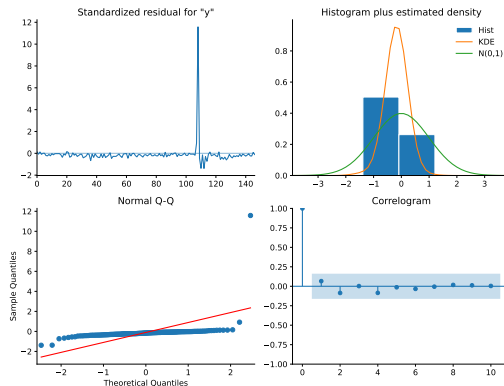 Standardized residual for "y"
12
10
8
6
4
2
0
−2
0 20 40 60 80 100 120 140
Histogram plus estimated density
Hist
KDE
N(0,1)
0.8
0.6
0.4
0.2
0.0
−3 −2 −1 0 1 2 3
Normal Q-Q
Sample Quantiles
12
10
8
6
4
2
0
−2
−2 −1 0 1 2
Theoretical Quantiles
Correlogram
1.00
0.75
0.50
0.25
0.00
−0.25
−0.50
−0.75
−1.00
0 2 4 6 8 10